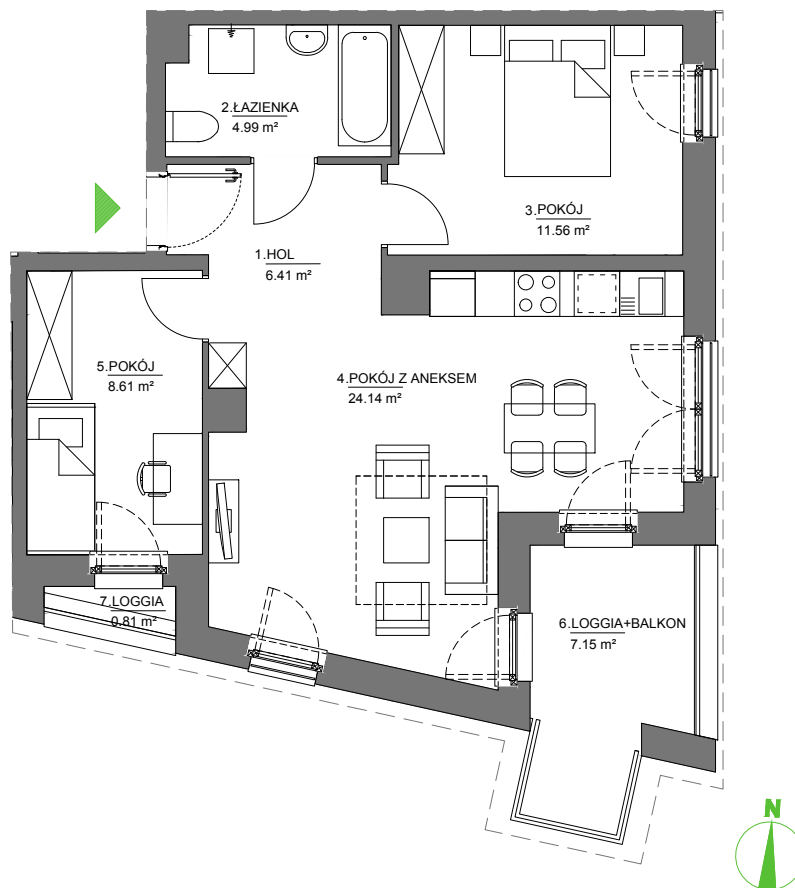 2.ŁAZIENKA
4.99 m²
3.POKÓJ
11.56 m²
1.HOL
6.41 m²
5.POKÓJ
8.61 m²
4.POKÓJ Z ANEKSEM
24.14 m²
7.LOGGIA
0.81 m²
6.LOGGIA+BALKON
7.15 m²
N